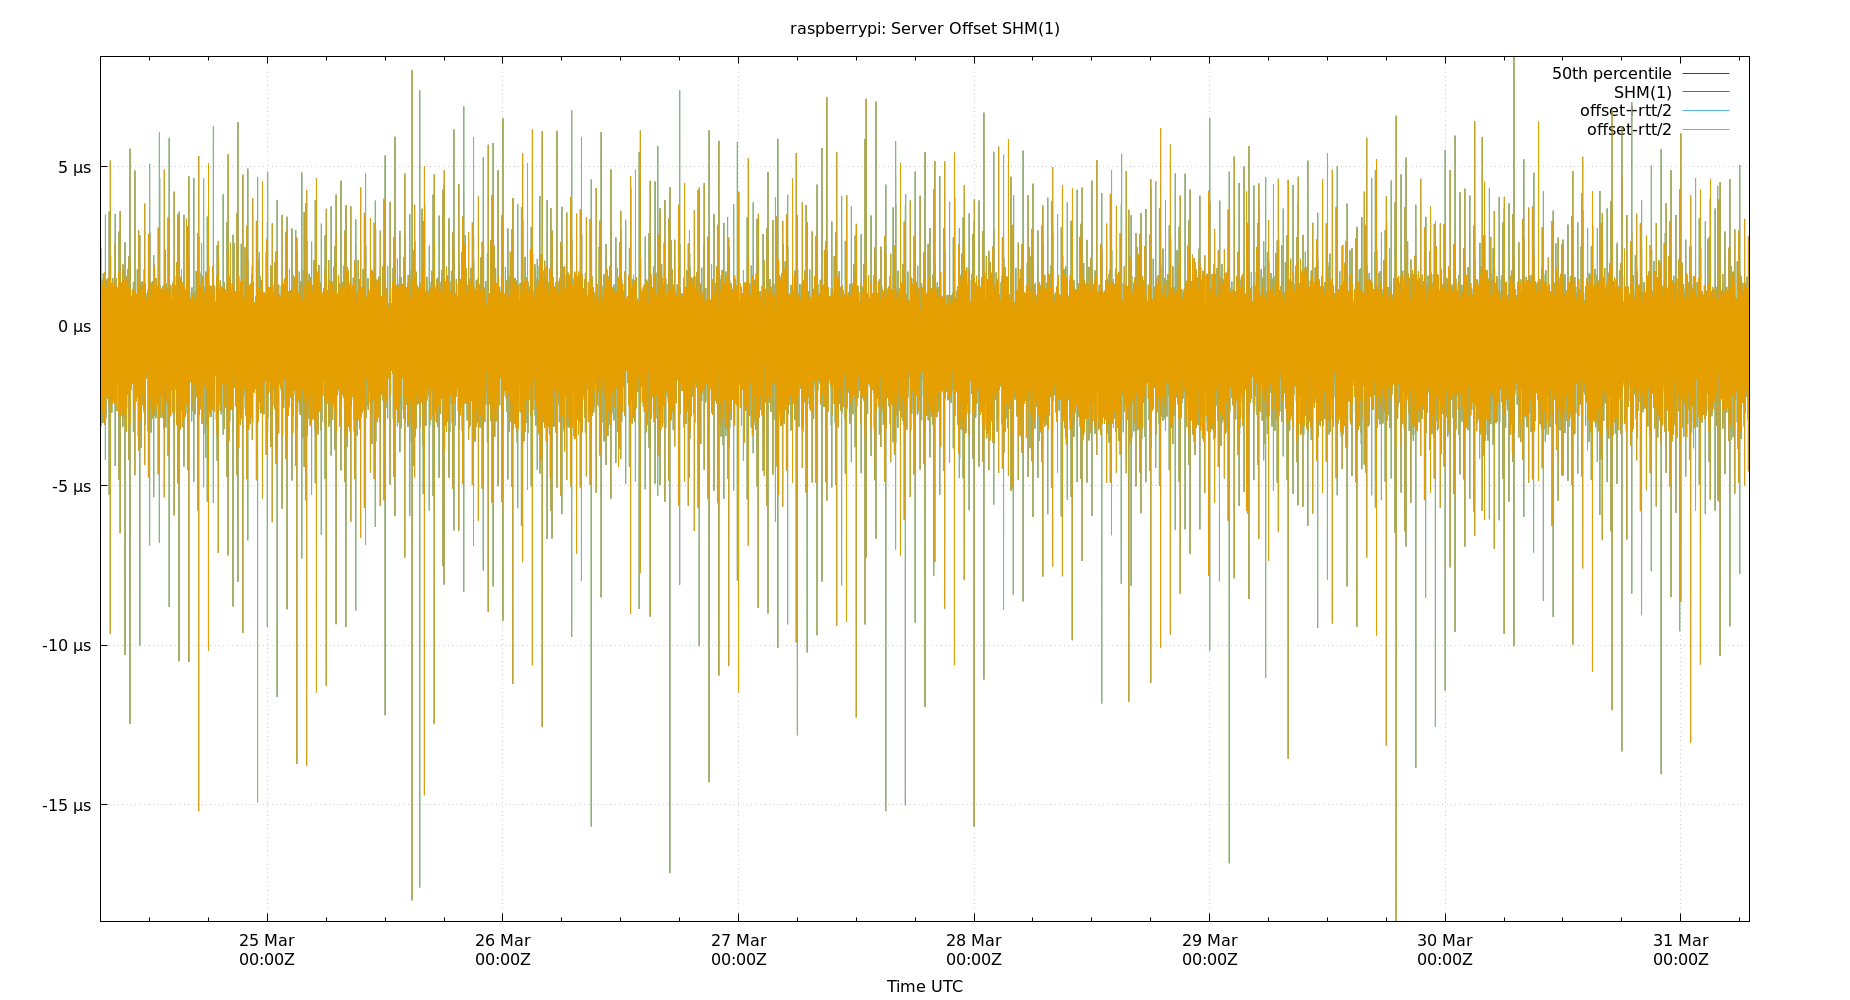 raspberrypi: Server Offset SHM(1)
50th percentile
SHM(1)
offset+rtt/2
offset-rtt/2
5 µs
0 µs
-5 µs
-10 µs
-15 µs
25 Mar 26 Mar 27 Mar 28 Mar 29 Mar 30 Mar 31 Mar
00:00Z 00:00Z 00:00Z 00:00Z 00:00Z 00:00Z 00:00Z
Time UTC